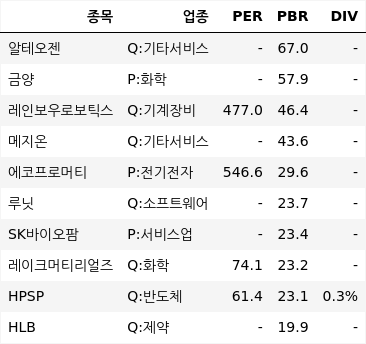 종목 업종 PER PBR DIV
알테오젠 Q:기타서비스 - 67.0 -
금양 P:화학 - 57.9 -
레인보우로보틱스 Q:기계장비 477.0 46.4 -
메지온 Q:기타서비스 - 43.6 -
에코프로머티 P:전기전자 546.6 29.6 -
루닛 Q:소프트웨어 - 23.7 -
SK바이오팜 P:서비스업 - 23.4 -
레이크머티리얼즈 Q:화학 74.1 23.2 -
HPSP Q:반도체 61.4 23.1 0.3%
HLB Q:제약 - 19.9 -